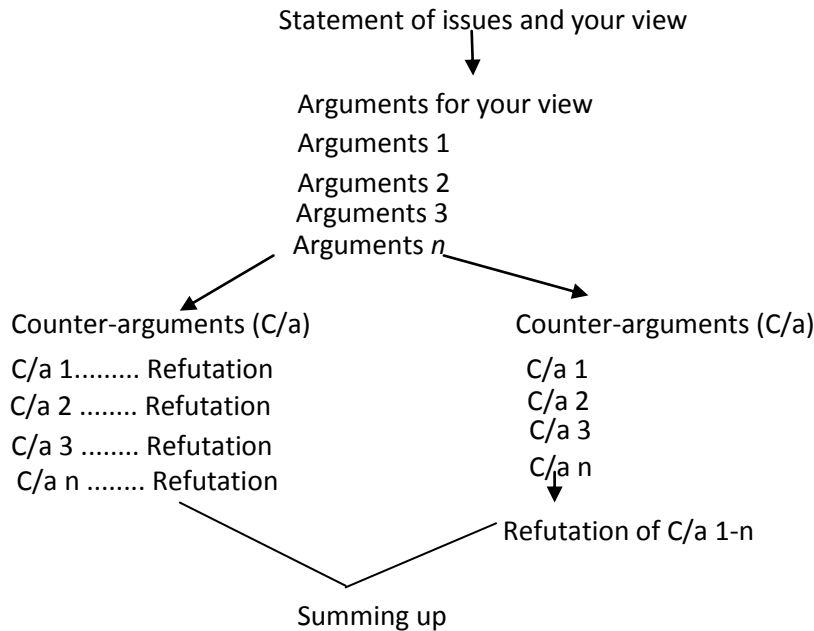 Statement of issues and your view
Arguments for your view
Arguments 1
Arguments 2
Arguments 3
Arguments n
Counter-arguments (C/a)
C/a 1......... Refutation
C/a 2 ........ Refutation
C/a 3 ........ Refutation
C/a n ........ Refutation
Counter-arguments (C/a)
C/a 1
C/a 2
C/a 3
C/a n
Refutation of C/a 1-n
Summing up